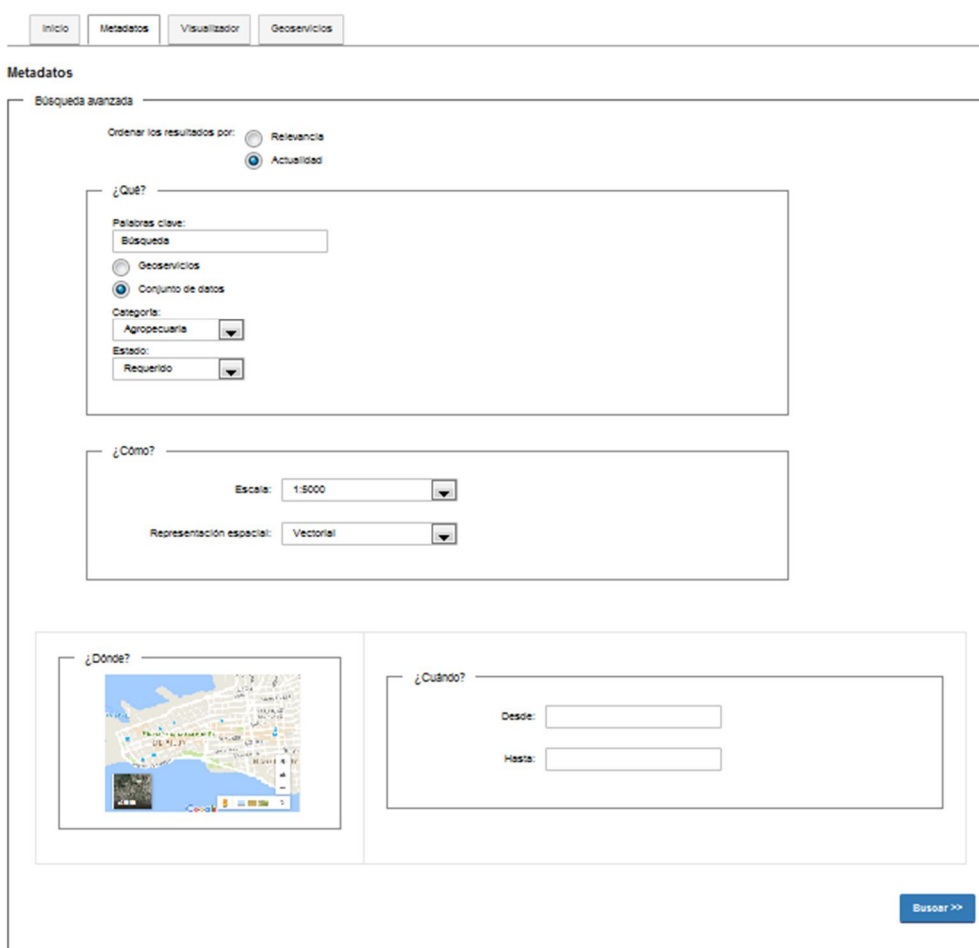 Inicio Metadatos Visualizador Geoservicios
Metadatos
Búsqueda avanzada
Ordenar los resultados por:
Relevancia
Actualidad
¿Qué?
Palabras clave:
Búsqueda
Geoservicios
Conjunto de datos
Categoría:
Agropecuaria
Estado:
Requerido
¿Cómo?
Escala: 1:5000
Representación espacial: Vectorial
¿Dónde?
Google
¿Cuándo?
Desde:
Hasta:
Buscar >>